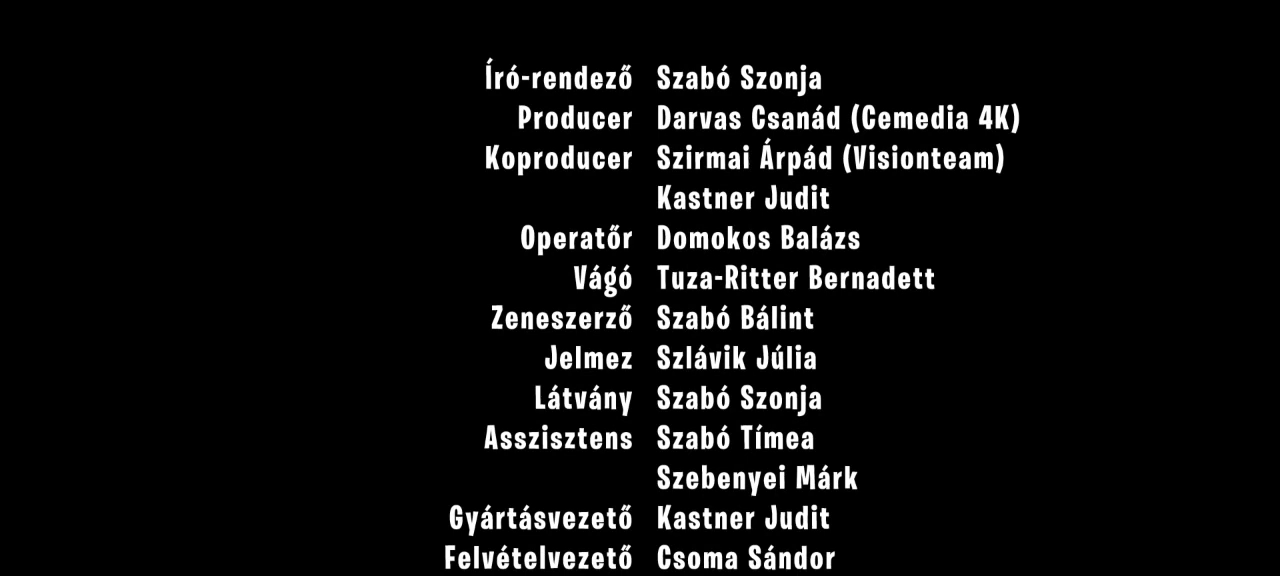 Író-rendező Szabó Szonja
Producer Darvas Csanád (Cemedia 4K)
Koproducer Szirmai Árpád (Visionteam)
Kastner Judit
Operatőr Domokos Balázs
Vágó Tuza-Ritter Bernadett
Zeneszerző Szabó Bálint
Jelmez Szlávik Júlia
Látvány Szabó Szonja
Asszisztens Szabó Tímea
Szebenyei Márk
Gyártásvezető Kastner Judit
Felvételvezető Csoma Sándor